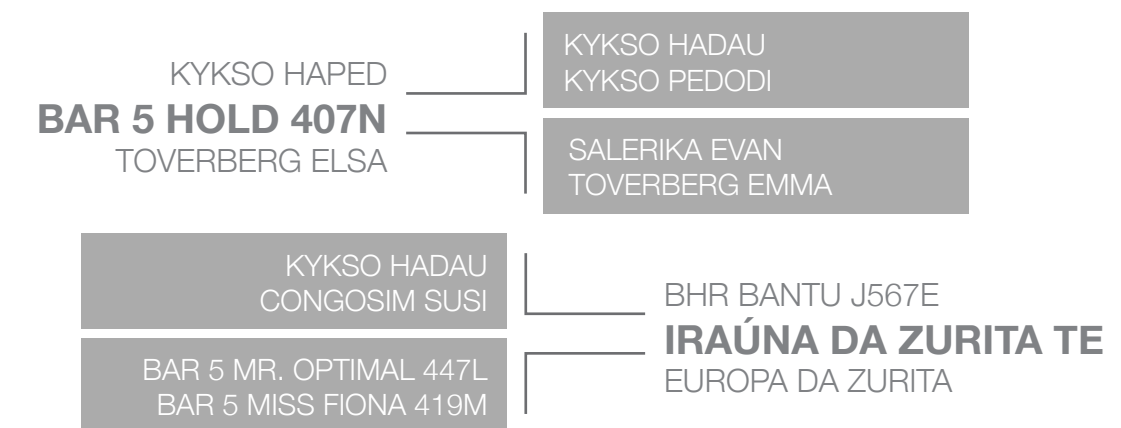 KYKSO HAPED
BAR 5 HOLD 407N
TOVERBERG ELSA
KYKSO HADAU
KYKSO PEDODI
SALERIKA EVAN
TOVERBERG EMMA
KYKSO HADAU
CONGOSIM SUSI
BAR 5 MR. OPTIMAL 447L
BAR 5 MISS FIONA 419M
BHR BANTU J567E
IRAÚNA DA ZURITA TE
EUROPA DA ZURITA